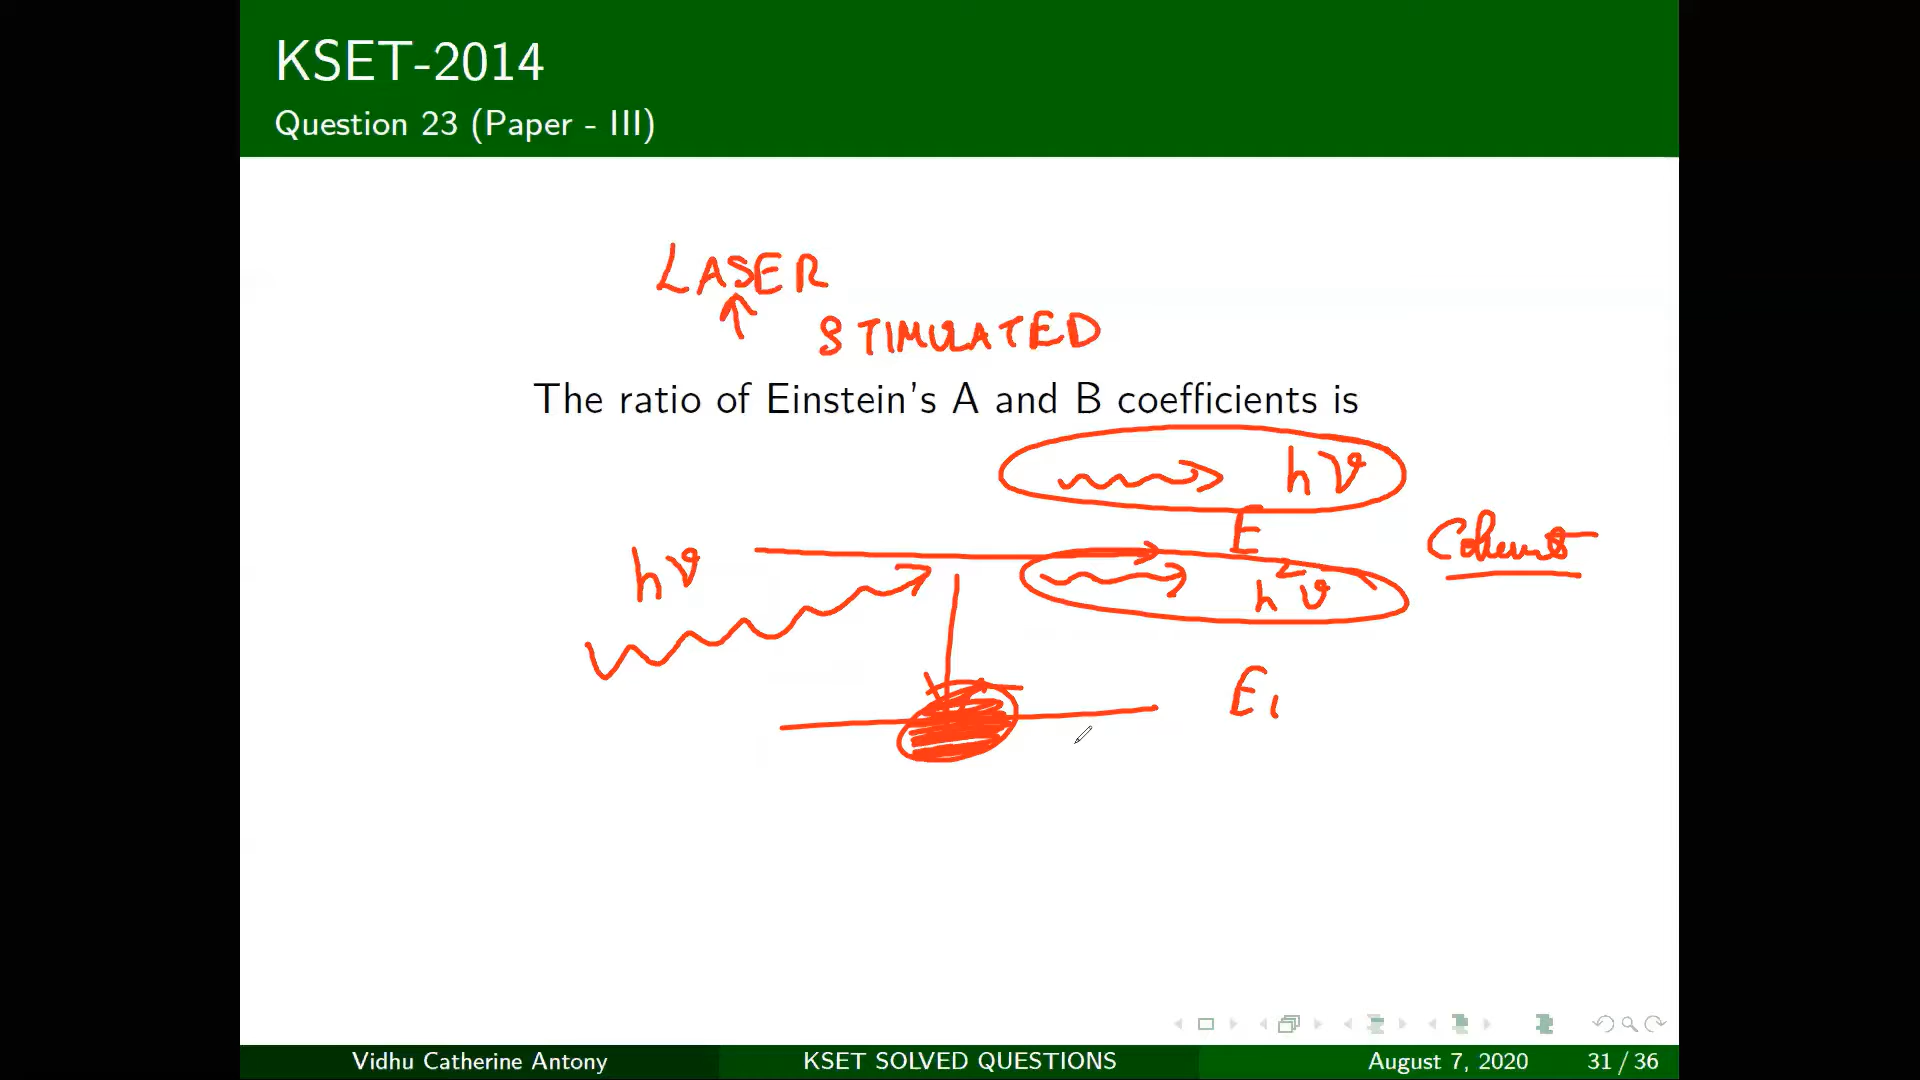 KSET-2014
Question 23 (Paper - III)
LASER
STIMULATED
The ratio of Einstein's A and B coefficients is
hν
E2
hν
hν
E1
Vidhu Catherine Antony KSET SOLVED QUESTIONS August 7, 2020 31 / 36